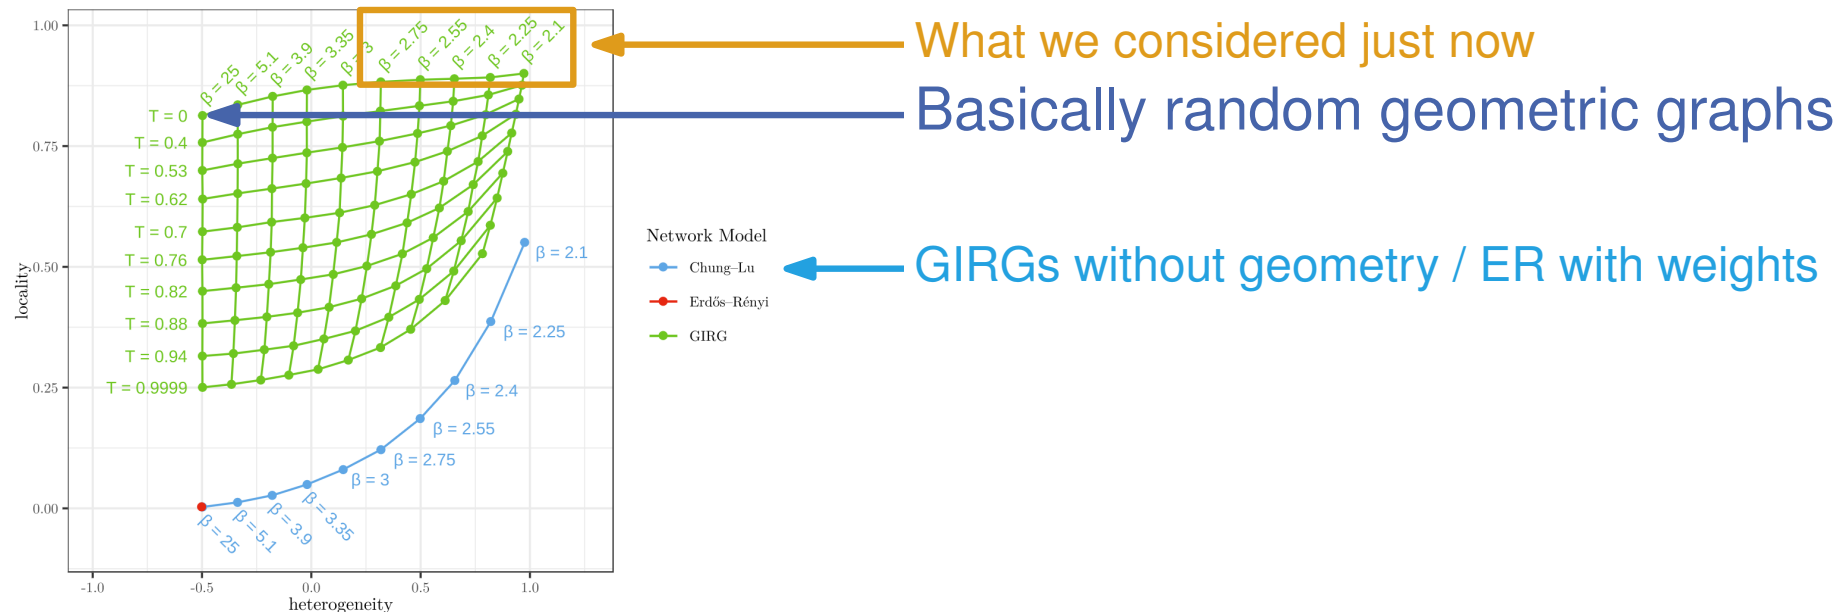 What we considered just now
Basically random geometric graphs
GIRGs without geometry / ER with weights
1.00
0.75
0.50
0.25
0.00
locality
-1.0
-0.5
0.0
0.5
1.0
heterogeneity
β = 25
β = 5.1
β = 3.9
β = 3.35
β = 3
β = 2.75
β = 2.55
β = 2.4
β = 2.25
β = 2.1
T = 0
T = 0.4
T = 0.53
T = 0.62
T = 0.7
T = 0.76
T = 0.82
T = 0.88
T = 0.94
T = 0.9999
β = 2.1
β = 2.25
β = 2.4
β = 2.55
β = 2.75
β = 3
β = 3.35
β = 3.9
β = 5.1
β = 25
Network Model
Chung–Lu
Erdős–Rényi
GIRG